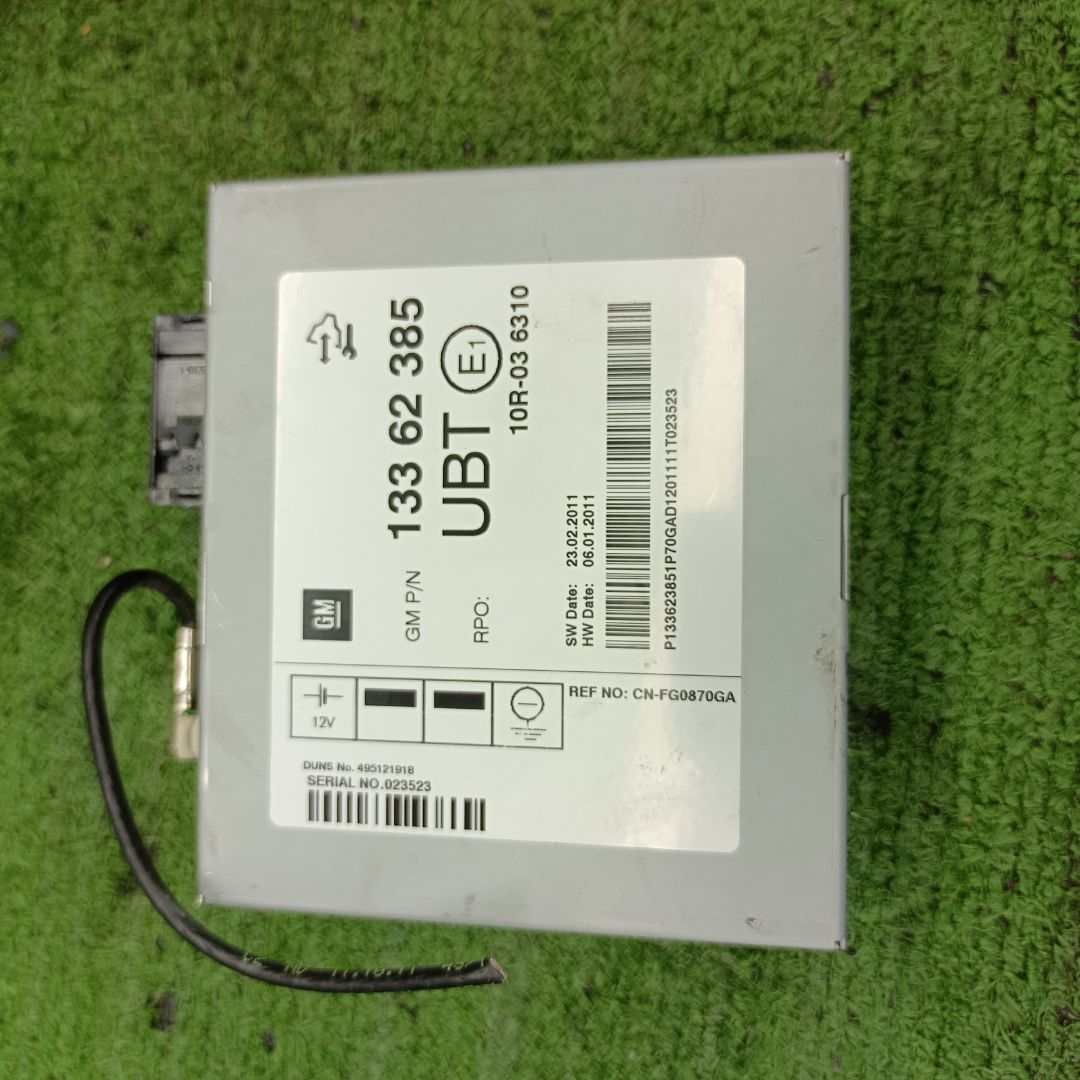 GM
GM P/N 133 62 385
RPO: UBT E1
10R-03 6310
SW Date: 23.02.2011
HW Date: 06.01.2011
P133623851P70GAD1201111T023523
12V
DUNS No. 495121918
SERIAL NO.023523
REF NO: CN-FG0870GA